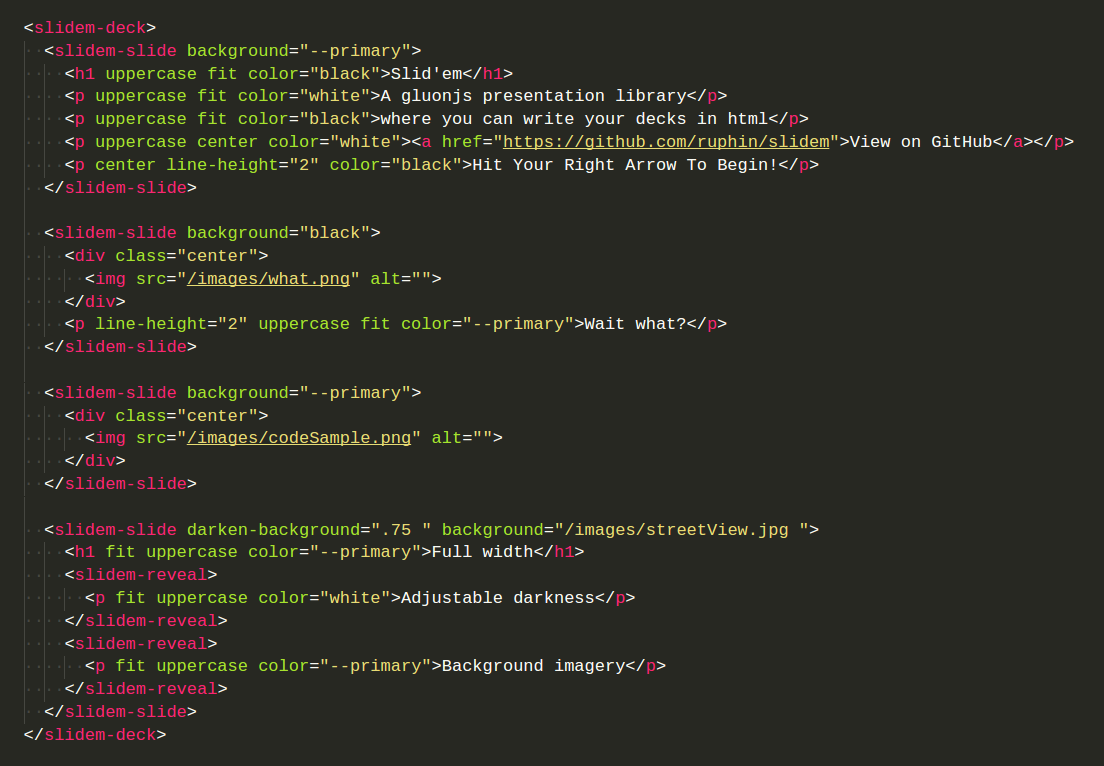 <slidem-deck>
  <slidem-slide background="--primary">
    <h1 uppercase fit color="black">Slid'em</h1>
    <p uppercase fit color="white">A gluonjs presentation library</p>
    <p uppercase fit color="black">where you can write your decks in html</p>
    <p uppercase center color="white"><a href="https://github.com/ruphin/slidem">View on GitHub</a></p>
    <p center line-height="2" color="black">Hit Your Right Arrow To Begin!</p>
  </slidem-slide>

  <slidem-slide background="black">
    <div class="center">
      <img src="/images/what.png" alt="">
    </div>
    <p line-height="2" uppercase fit color="--primary">Wait what?</p>
  </slidem-slide>

  <slidem-slide background="--primary">
    <div class="center">
      <img src="/images/codeSample.png" alt="">
    </div>
  </slidem-slide>

  <slidem-slide darken-background=".75 " background="/images/streetView.jpg ">
    <h1 fit uppercase color="--primary">Full width</h1>
    <slidem-reveal>
      <p fit uppercase color="white">Adjustable darkness</p>
    </slidem-reveal>
    <slidem-reveal>
      <p fit uppercase color="--primary">Background imagery</p>
    </slidem-reveal>
  </slidem-slide>
</slidem-deck>